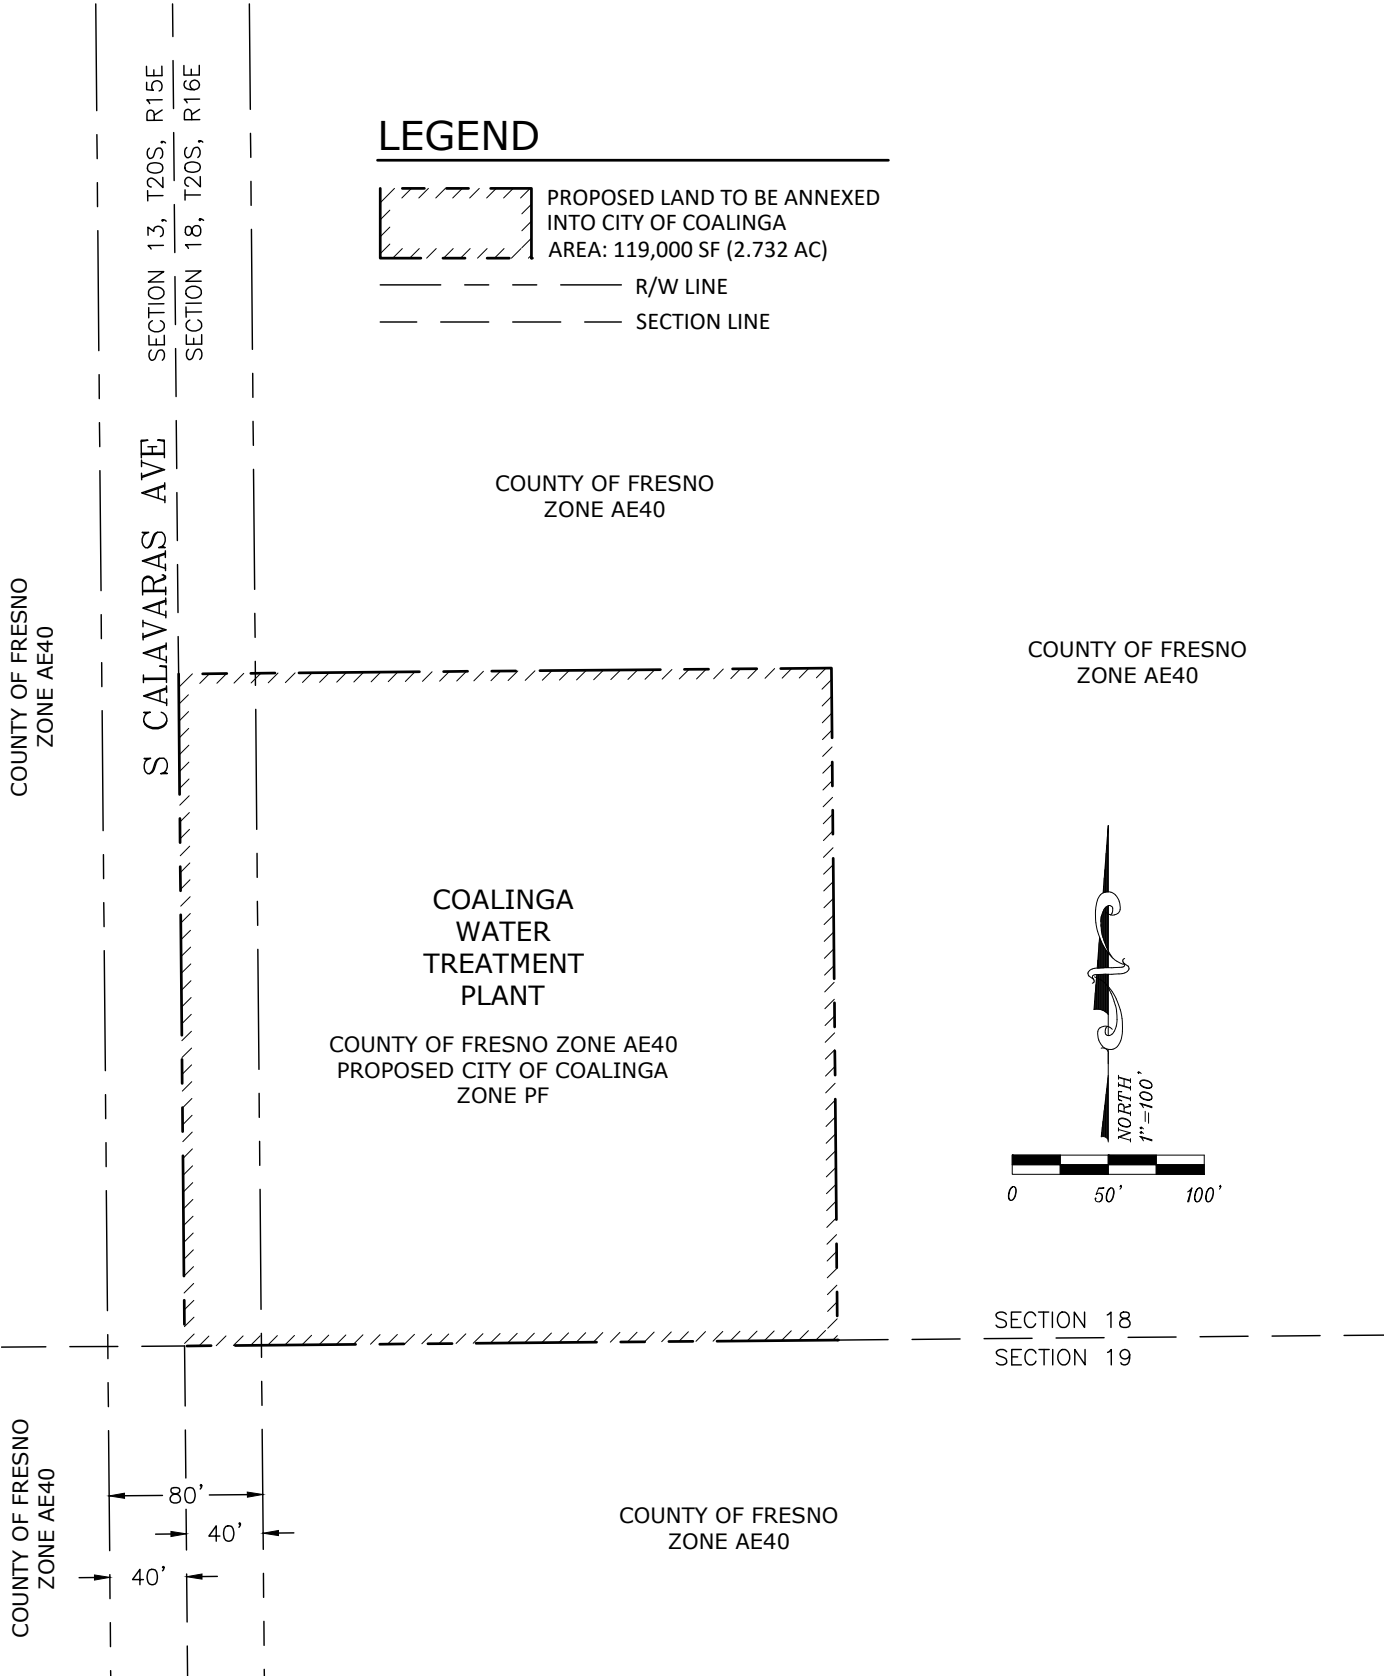 SECTION 13, T20S, R15E
SECTION 18, T20S, R16E
LEGEND
PROPOSED LAND TO BE ANNEXED
INTO CITY OF COALINGA
AREA: 119,000 SF (2.732 AC)
R/W LINE
SECTION LINE
S CALAVARAS AVE
COUNTY OF FRESNO
ZONE AE40
COUNTY OF FRESNO
ZONE AE40
COUNTY OF FRESNO
ZONE AE40
COALINGA
WATER
TREATMENT
PLANT
COUNTY OF FRESNO ZONE AE40
PROPOSED CITY OF COALINGA
ZONE PF
NORTH
1"=100'
0 50' 100'
SECTION 18
SECTION 19
COUNTY OF FRESNO
ZONE AE40
80'
40'
40'
COUNTY OF FRESNO
ZONE AE40